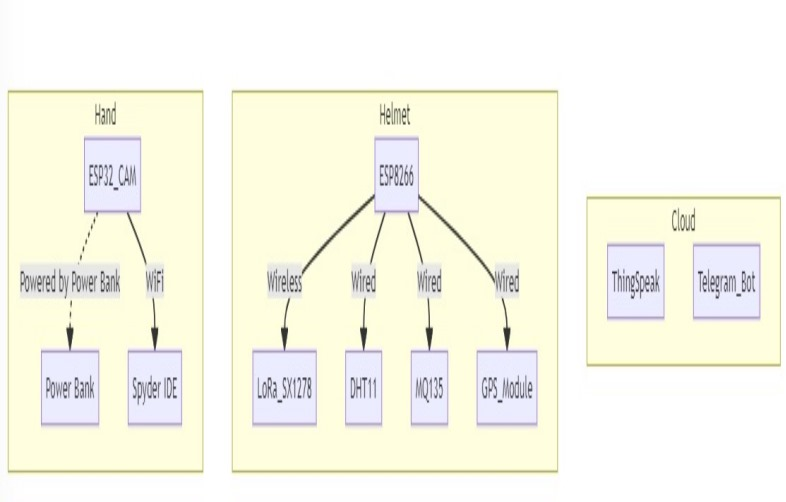 Hand
ESP32_CAM
Powered by Power Bank
WiFi
Power Bank
Spyder IDE
Helmet
ESP8266
Wireless
Wired
Wired
Wired
LoRa_SX1278
DHT11
MQ135
GPS_Module
Cloud
ThingSpeak
Telegram_Bot